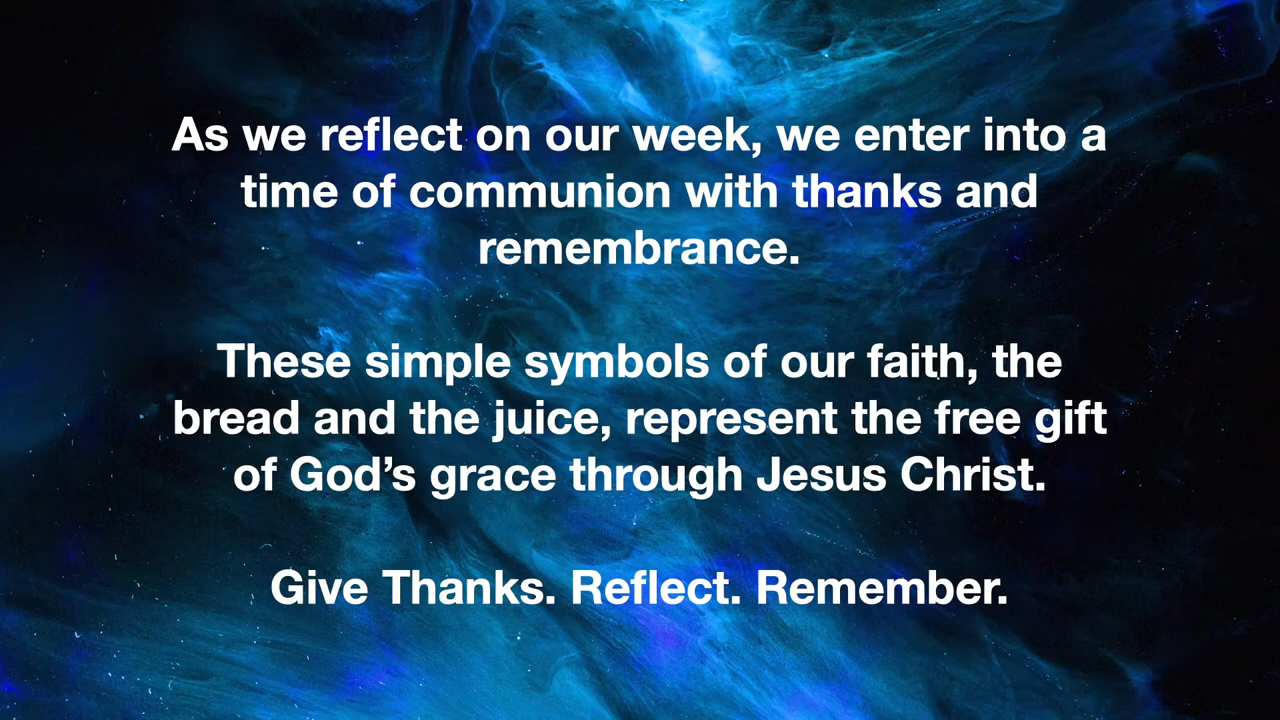 As we reflect on our week, we enter into a
time of communion with thanks and
remembrance.
These simple symbols of our faith, the
bread and the juice, represent the free gift
of God’s grace through Jesus Christ.
Give Thanks. Reflect. Remember.